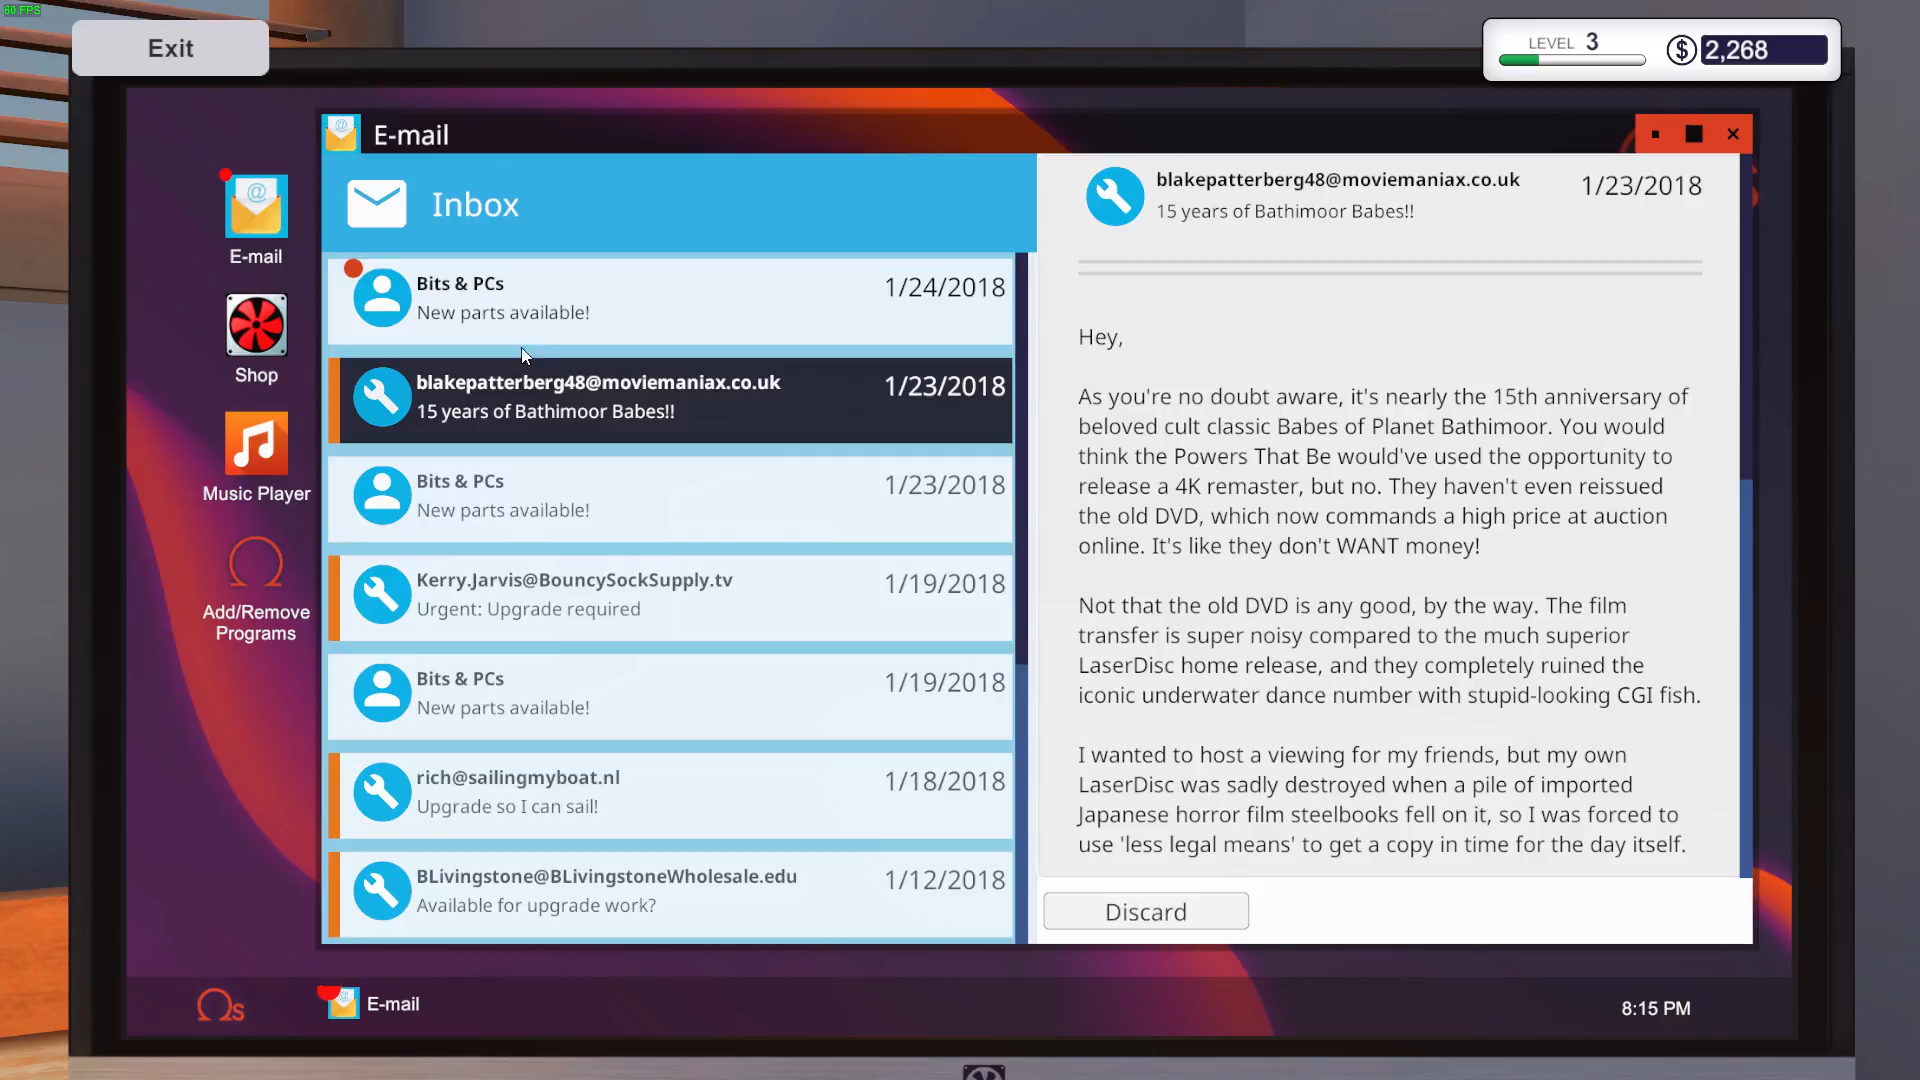 60 FPS
Exit
LEVEL 3
$ 2,268
E-mail
Inbox
Bits & PCs
1/24/2018
New parts available!
blakepatterberg48@moviemaniax.co.uk
1/23/2018
15 years of Bathimoor Babes!!
Bits & PCs
1/23/2018
New parts available!
Kerry.Jarvis@BouncySockSupply.tv
1/19/2018
Urgent: Upgrade required
Bits & PCs
1/19/2018
New parts available!
rich@sailingmyboat.nl
1/18/2018
Upgrade so I can sail!
BLivingstone@BLivingstoneWholesale.edu
1/12/2018
Available for upgrade work?
E-mail
Shop
Music Player
Add/Remove
Programs
blakepatterberg48@moviemaniax.co.uk
1/23/2018
15 years of Bathimoor Babes!!
Hey,
As you're no doubt aware, it's nearly the 15th anniversary of
beloved cult classic Babes of Planet Bathimoor. You would
think the Powers That Be would've used the opportunity to
release a 4K remaster, but no. They haven't even reissued
the old DVD, which now commands a high price at auction
online. It's like they don't WANT money!
Not that the old DVD is any good, by the way. The film
transfer is super noisy compared to the much superior
LaserDisc home release, and they completely ruined the
iconic underwater dance number with stupid-looking CGI fish.
I wanted to host a viewing for my friends, but my own
LaserDisc was sadly destroyed when a pile of imported
Japanese horror film steelbooks fell on it, so I was forced to
use 'less legal means' to get a copy in time for the day itself.
Discard
Ωs
E-mail
8:15 PM